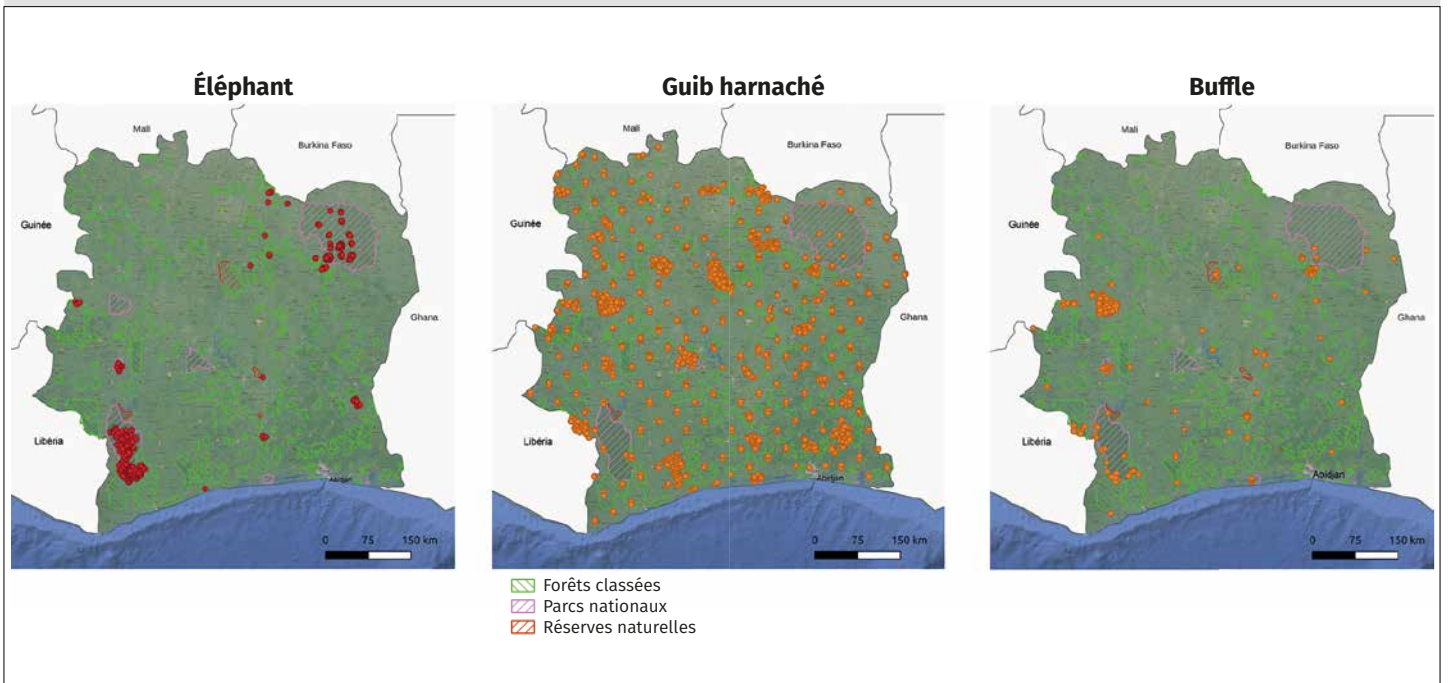 Éléphant
Mali
Burkina Faso
Guinée
Ghana
Libéria
Abidjan
0 75 150 km
Guib harnaché
Mali
Burkina Faso
Guinée
Ghana
Libéria
Abidjan
0 75 150 km
Buffle
Mali
Burkina Faso
Guinée
Ghana
Libéria
Abidjan
0 75 150 km
Forêts classées
Parcs nationaux
Réserves naturelles